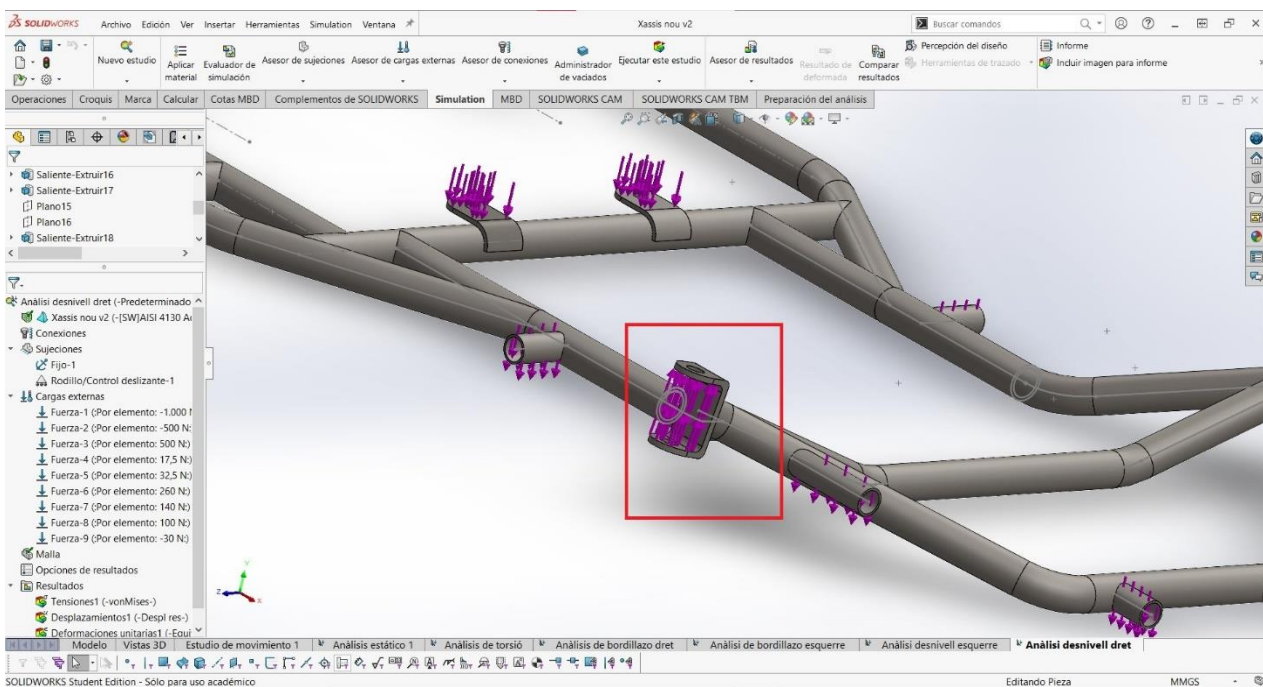 SOLIDWORKS Archivo Edición Ver Insertar Herramientas Simulation Ventana Xassis nou v2 Buscar comandos
Nuevo estudio Aplicar material Evaluador de simulación Asesor de sujeciones Asesor de cargas externas Asesor de conexiones Administrador de vaciados Ejecutar este estudio Asesor de resultados Resultado de deformada Comparar resultados Percepción del diseño Herramientas de trazado Informe Incluir imagen para informe
Operaciones Croquis Marca Calcular Cotas MBD Complementos de SOLIDWORKS Simulation MBD SOLIDWORKS CAM SOLIDWORKS CAM TBM Preparación del análisis
Saliente-Extruir16
Saliente-Extruir17
Plano15
Plano16
Saliente-Extruir18
Anàlisi desnivell dret (-Predeterminado
Xassis nou v2 (-[SW]AISI 4130 A
Conexiones
Sujeciones
Fijo-1
Rodillo/Control deslizante-1
Cargas externas
Fuerza-1 (:Por elemento: -1.000
Fuerza-2 (:Por elemento: -500 N:
Fuerza-3 (:Por elemento: 500 N:)
Fuerza-4 (:Por elemento: 17,5 N:)
Fuerza-5 (:Por elemento: 32,5 N:)
Fuerza-6 (:Por elemento: 260 N:)
Fuerza-7 (:Por elemento: 140 N:)
Fuerza-8 (:Por elemento: 100 N:)
Fuerza-9 (:Por elemento: -30 N:)
Malla
Opciones de resultados
Resultados
Tensiones1 (-vonMises-)
Desplazamientos1 (-Despl res-)
Deformaciones unitarias1 (-Equi
Y
Z X
Modelo Vistas 3D Estudio de movimiento 1 Análisis estático 1 Anàlisis de torsió Anàlisis de bordillazo dret Anàlisi de bordillazo esquerre Anàlisi desnivell esquerre Anàlisi desnivell dret
SOLIDWORKS Student Edition - Sólo para uso académico Editando Pieza MMGS